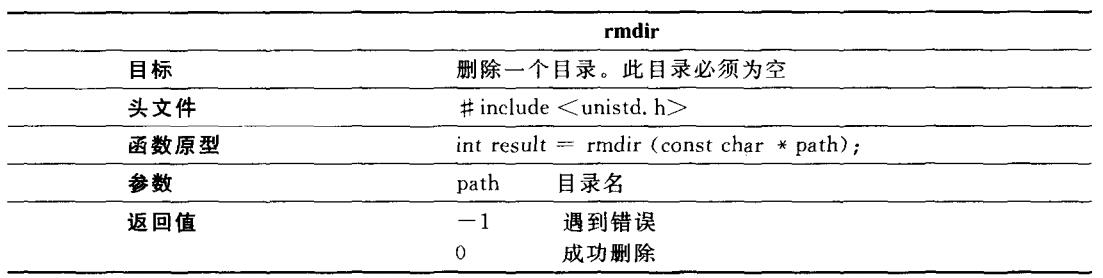 rmdir
目标 删除一个目录。此目录必须为空
头文件 #include <unistd.h>
函数原型 int result = rmdir (const char * path);
参数 path 目录名
返回值 -1 遇到错误
0 成功删除